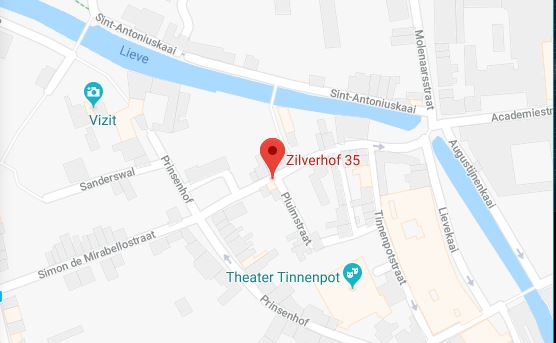 Sint-Antoniuskaai
Lieve
Molenaarsstraat
Sint-Antoniuskaai
Academiestr
Vizit
Zilverhof 35
Augustijnenkaai
Prinsenhof
Sanderswal
Pluimstraat
Tinnenpotstraat
Lievekaai
Simon de Mirabellostraat
Theater Tinnenpot
Prinsenhof